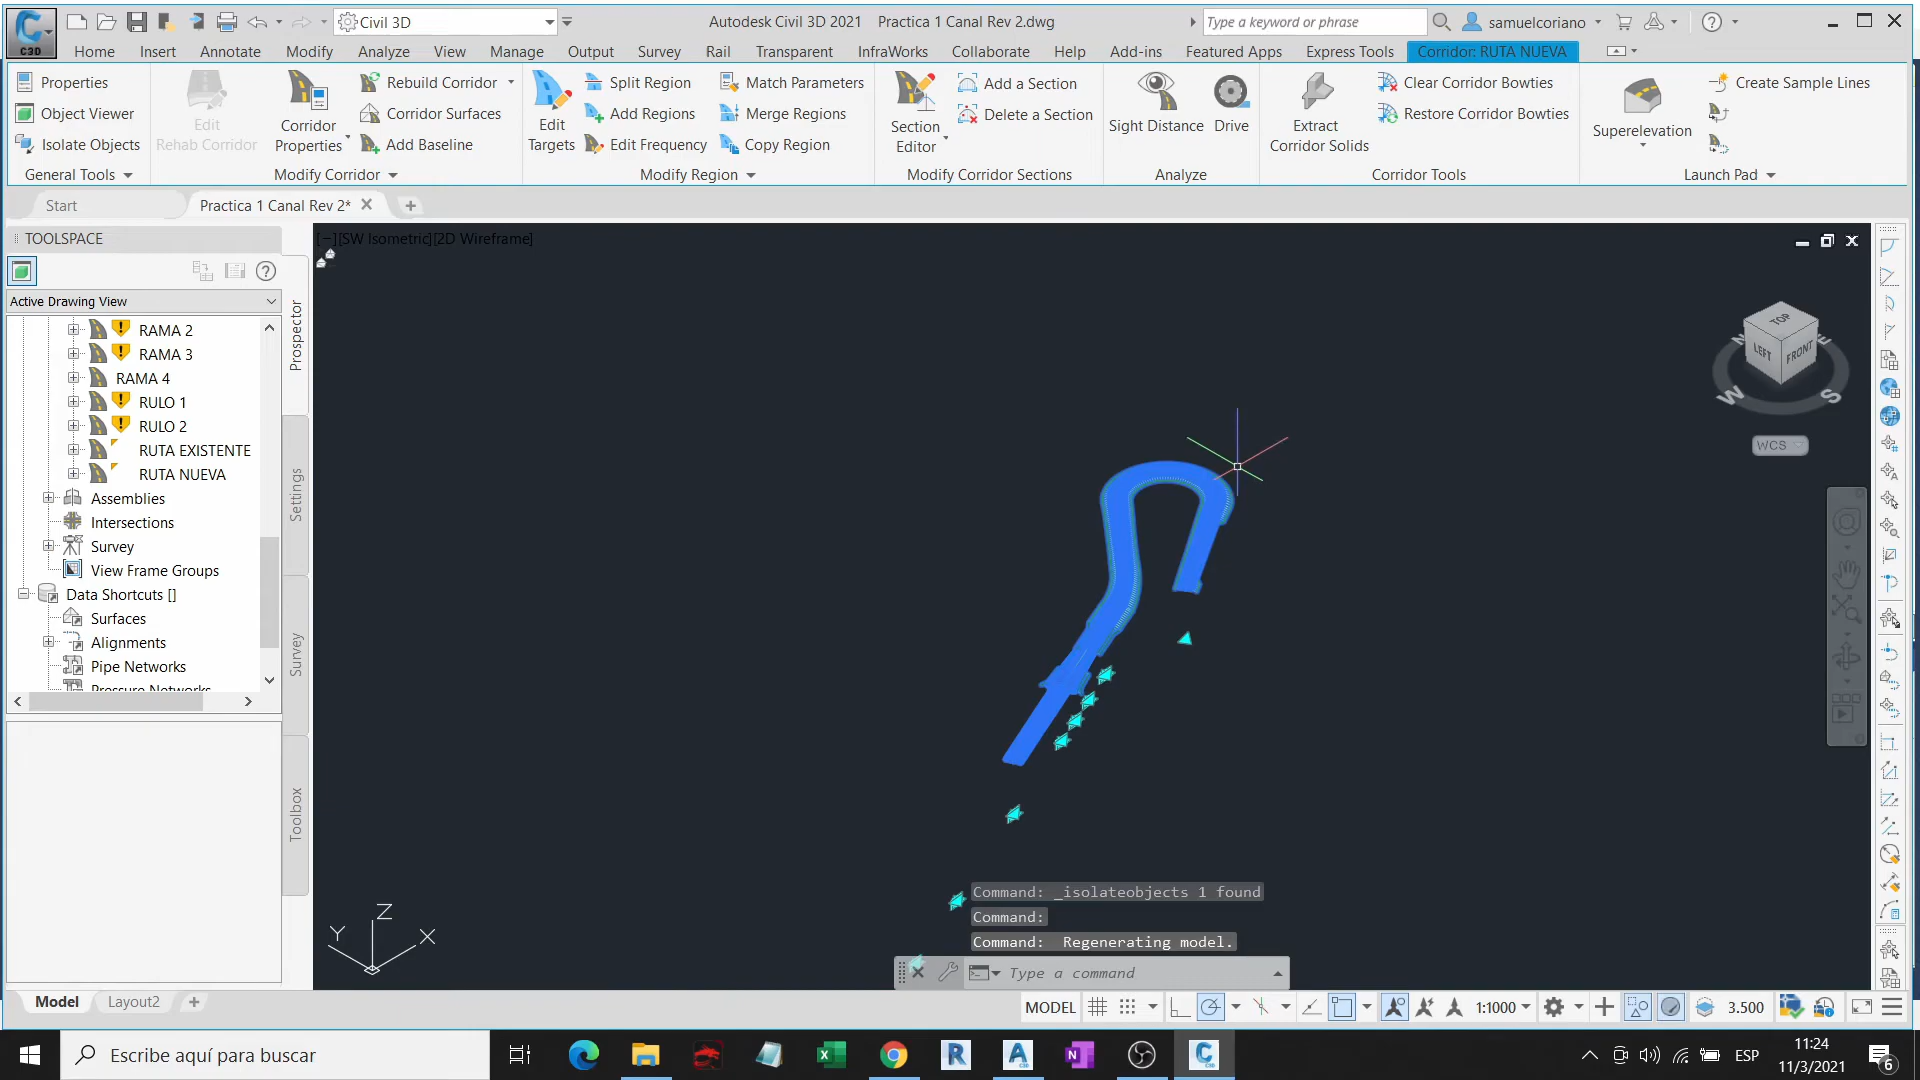 C3D
Civil 3D
Autodesk Civil 3D 2021 Practica 1 Canal Rev 2.dwg
Type a keyword or phrase
samuelcoriano
Home Insert Annotate Modify Analyze View Manage Output Survey Rail Transparent InfraWorks Collaborate Help Add-ins Featured Apps Express Tools Corridor: RUTA NUEVA
Properties
Object Viewer
Isolate Objects
General Tools
Edit
Rehab Corridor
Corridor
Properties
Rebuild Corridor
Corridor Surfaces
Add Baseline
Modify Corridor
Edit
Targets
Split Region
Add Regions
Edit Frequency
Match Parameters
Merge Regions
Copy Region
Modify Region
Section
Editor
Add a Section
Delete a Section
Modify Corridor Sections
Sight Distance
Drive
Analyze
Extract
Corridor Solids
Clear Corridor Bowties
Restore Corridor Bowties
Corridor Tools
Superelevation
Create Sample Lines
Launch Pad
Start
Practica 1 Canal Rev 2*
TOOLSPACE
Active Drawing View
RAMA 2
RAMA 3
RAMA 4
RULO 1
RULO 2
RUTA EXISTENTE
RUTA NUEVA
Assemblies
Intersections
Survey
View Frame Groups
Data Shortcuts []
Surfaces
Alignments
Pipe Networks
Pressure Networks
Prospector
Settings
Survey
Toolbox
[−][SW Isometric][2D Wireframe]
TOP
LEFT
FRONT
N
E
W
S
WCS
Z
Y
X
Command: _isolateobjects 1 found
Command:
Command:  Regenerating model.
Type a command
Model
Layout2
MODEL
1:1000
3.500
Escribe aquí para buscar
ESP
11:24
11/3/2021
6